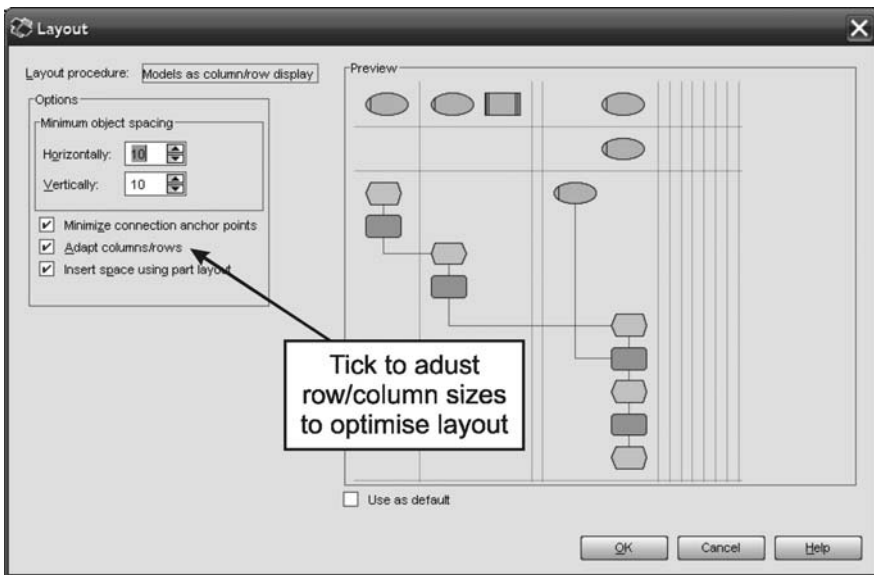 Layout
Layout procedure: Models as column/row display
Options
Minimum object spacing
Horizontally: 10
Vertically: 10
Minimize connection anchor points
Adapt columns/rows
Insert space using part layout
Preview
Tick to adust
row/column sizes
to optimise layout
Use as default
OK Cancel Help